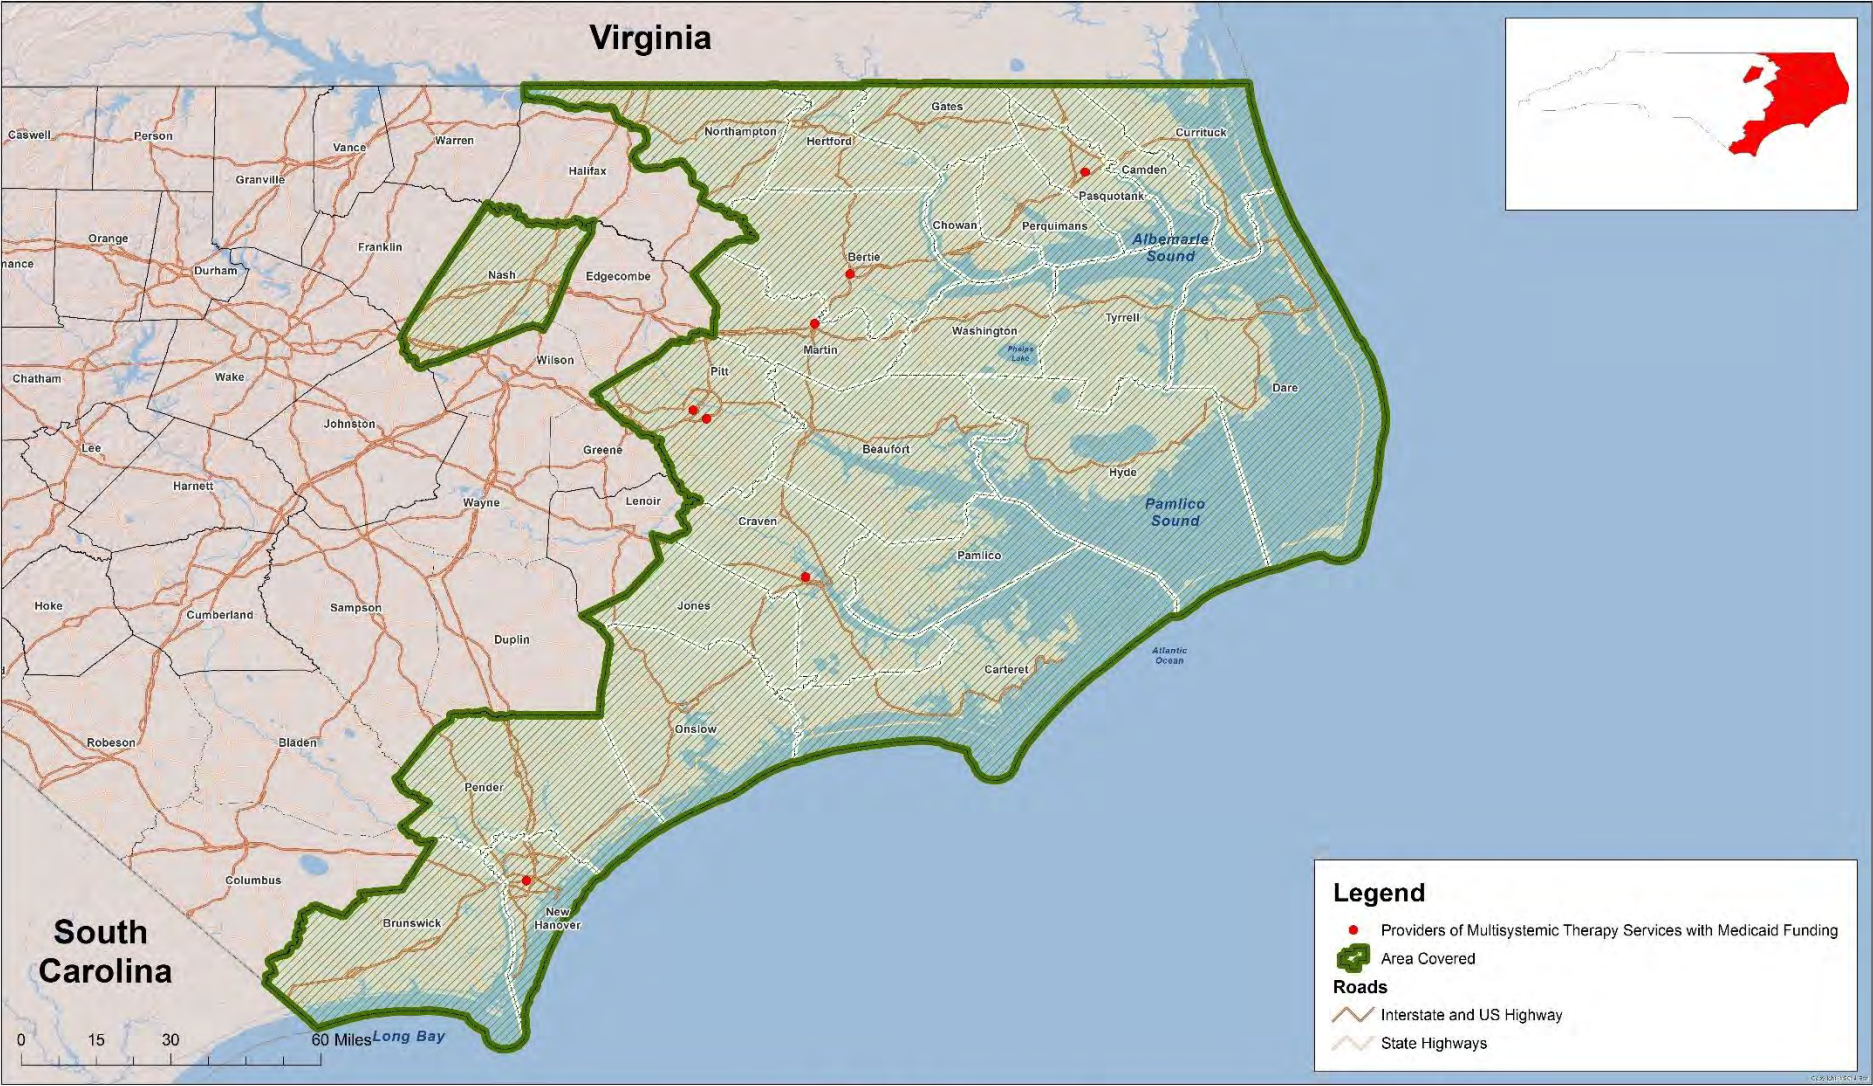 Virginia
Gates
Northampton
Hertford
Currituck
Caswell
Person
Vance
Warren
Halifax
Camden
Granville
Pasquotank
Chowan
Perquimans
Albemarle
Sound
Orange
Franklin
mance
Durham
Nash
Edgecombe
Bertie
Tyrrell
Washington
Martin
Phelps
Lake
Wilson
Pitt
Chatham
Wake
Dare
Johnston
Lee
Greene
Beaufort
Hyde
Harnett
Wayne
Lenoir
Pamlico
Sound
Craven
Pamlico
Hoke
Cumberland
Sampson
Jones
Duplin
Atlantic
Ocean
Carteret
Onslow
Robeson
Bladen
Pender
Columbus
New
Hanover
Brunswick
South
Carolina
0 15 30 60 Miles
Long Bay
Legend
Providers of Multisystemic Therapy Services with Medicaid Funding
Area Covered
Roads
Interstate and US Highway
State Highways